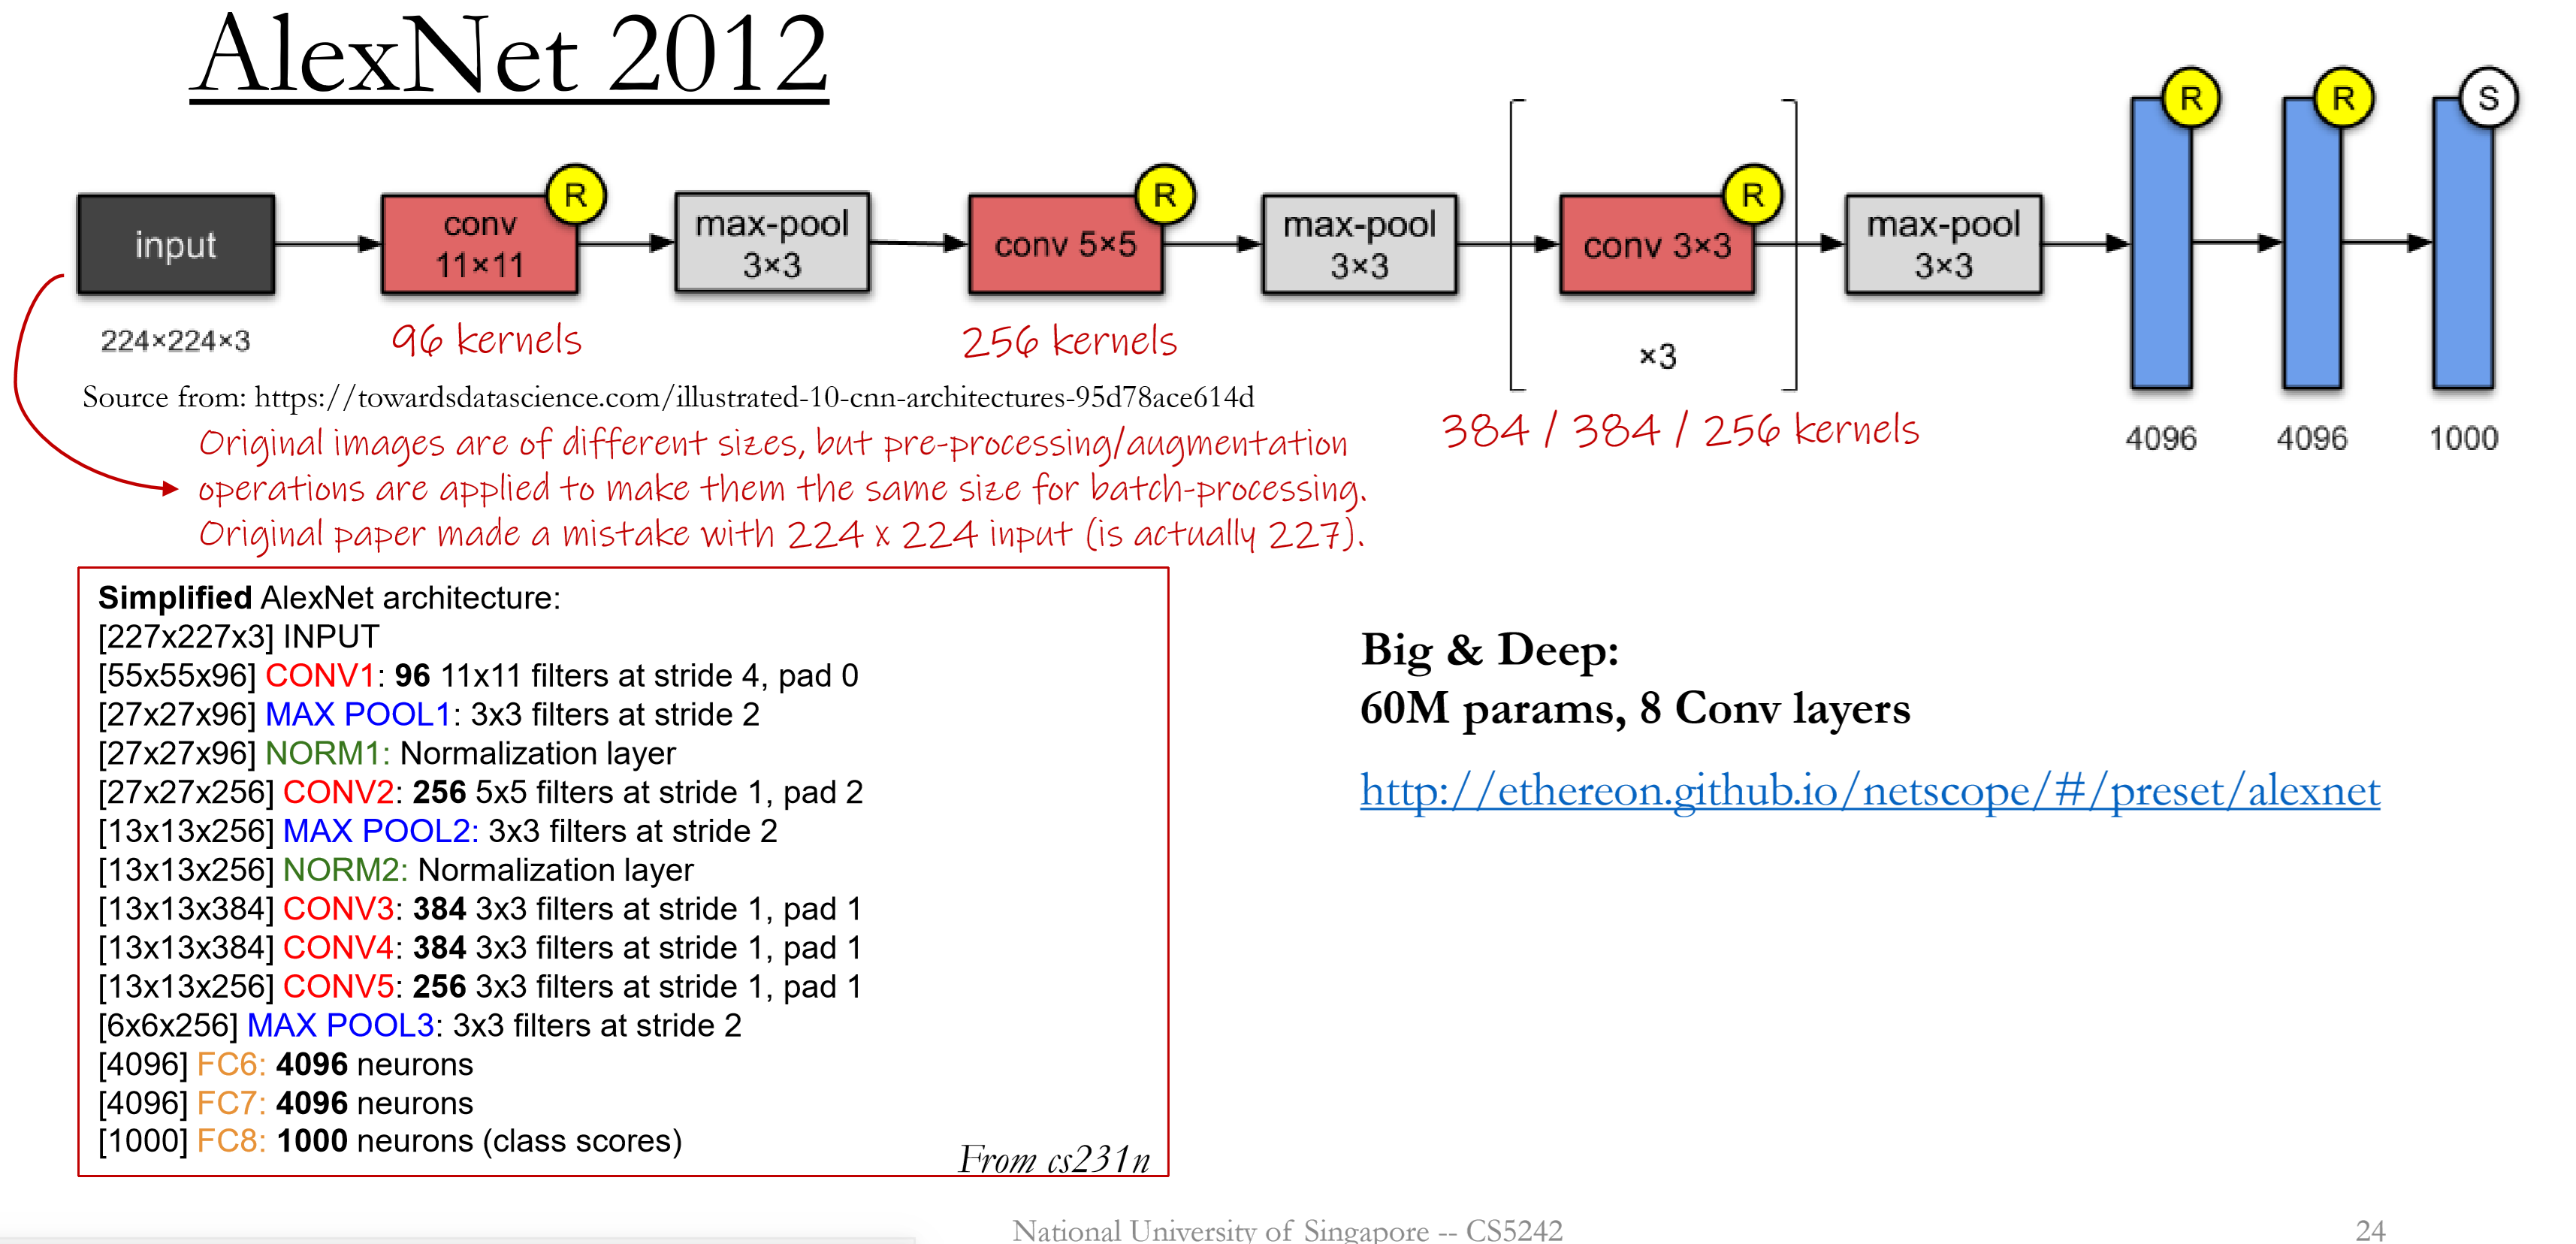 AlexNet 2012
input
conv
11×11
R
max-pool
3×3
conv 5×5
R
max-pool
3×3
conv 3×3
R
×3
max-pool
3×3
R
R
S
224×224×3
96 kernels
256 kernels
384 / 384 / 256 kernels
4096
4096
1000
Source from: https://towardsdatascience.com/illustrated-10-cnn-architectures-95d78ace614d
Original images are of different sizes, but pre-processing/augmentation
operations are applied to make them the same size for batch-processing.
Original paper made a mistake with 224 x 224 input (is actually 227).
Simplified AlexNet architecture:
[227x227x3] INPUT
[55x55x96] CONV1: 96 11x11 filters at stride 4, pad 0
[27x27x96] MAX POOL1: 3x3 filters at stride 2
[27x27x96] NORM1: Normalization layer
[27x27x256] CONV2: 256 5x5 filters at stride 1, pad 2
[13x13x256] MAX POOL2: 3x3 filters at stride 2
[13x13x256] NORM2: Normalization layer
[13x13x384] CONV3: 384 3x3 filters at stride 1, pad 1
[13x13x384] CONV4: 384 3x3 filters at stride 1, pad 1
[13x13x256] CONV5: 256 3x3 filters at stride 1, pad 1
[6x6x256] MAX POOL3: 3x3 filters at stride 2
[4096] FC6: 4096 neurons
[4096] FC7: 4096 neurons
[1000] FC8: 1000 neurons (class scores)
From cs231n
Big & Deep:
60M params, 8 Conv layers
http://ethereon.github.io/netscope/#/preset/alexnet
National University of Singapore -- CS5242
24